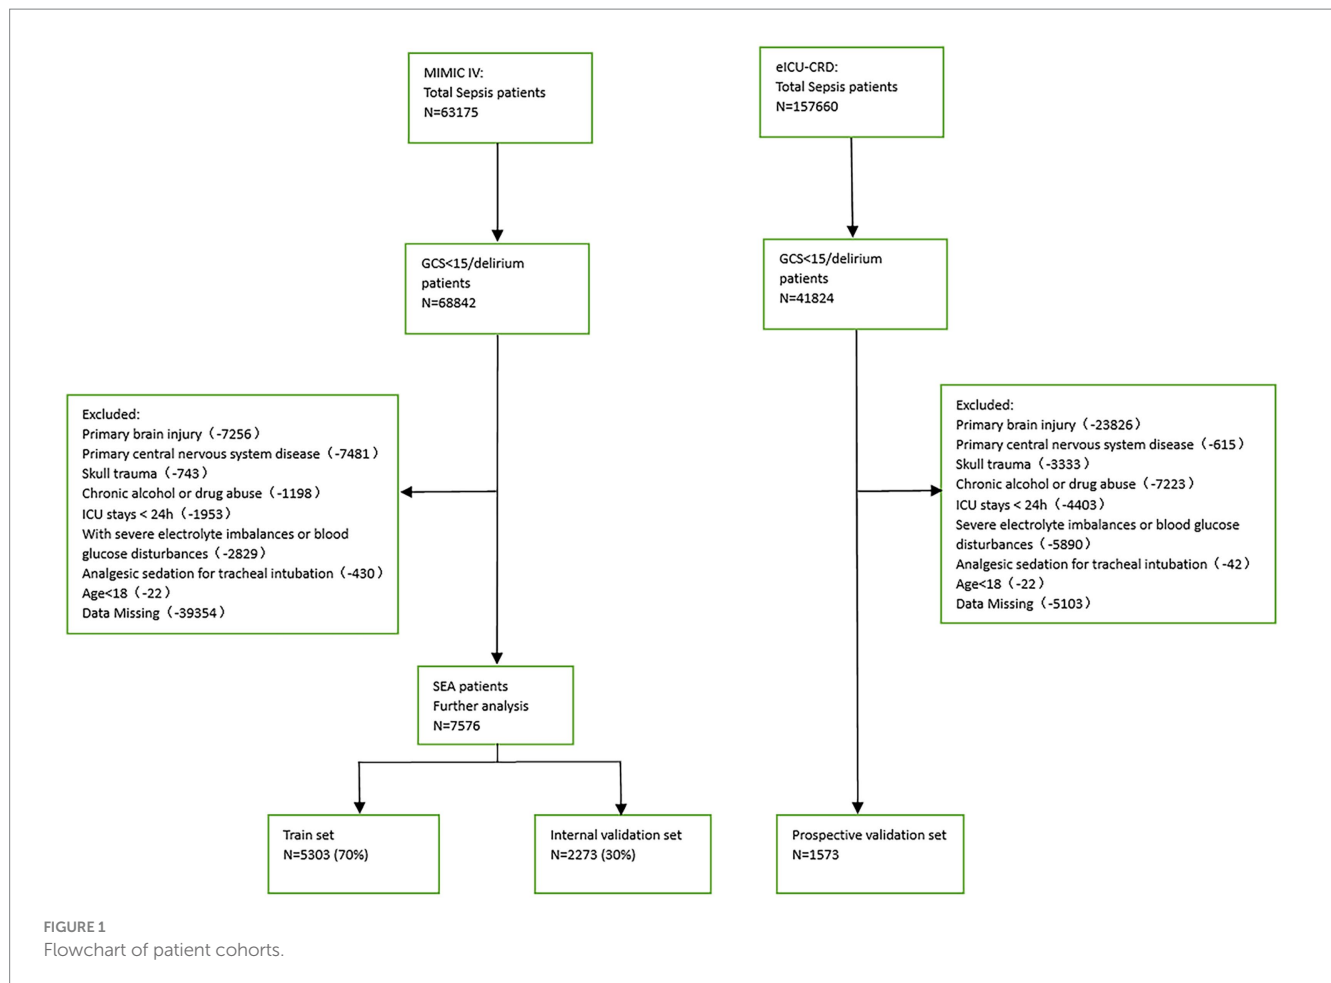 MIMIC IV:
Total Sepsis patients
N=63175
eICU-CRD:
Total Sepsis patients
N=157660
GCS<15/delirium
patients
N=68842
GCS<15/delirium
patients
N=41824
Excluded:
Primary brain injury（-7256）
Primary central nervous system disease（-7481）
Skull trauma（-743）
Chronic alcohol or drug abuse（-1198）
ICU stays < 24h（-1953）
With severe electrolyte imbalances or blood
glucose disturbances（-2829）
Analgesic sedation for tracheal intubation（-430）
Age<18（-22）
Data Missing（-39354）
Excluded:
Primary brain injury（-23826）
Primary central nervous system disease（-615）
Skull trauma（-3333）
Chronic alcohol or drug abuse（-7223）
ICU stays < 24h（-4403）
Severe electrolyte imbalances or blood glucose
disturbances（-5890）
Analgesic sedation for tracheal intubation（-42）
Age<18（-22）
Data Missing（-5103）
SEA patients
Further analysis
N=7576
Train set
N=5303 (70%)
Internal validation set
N=2273 (30%)
Prospective validation set
N=1573
FIGURE 1
Flowchart of patient cohorts.